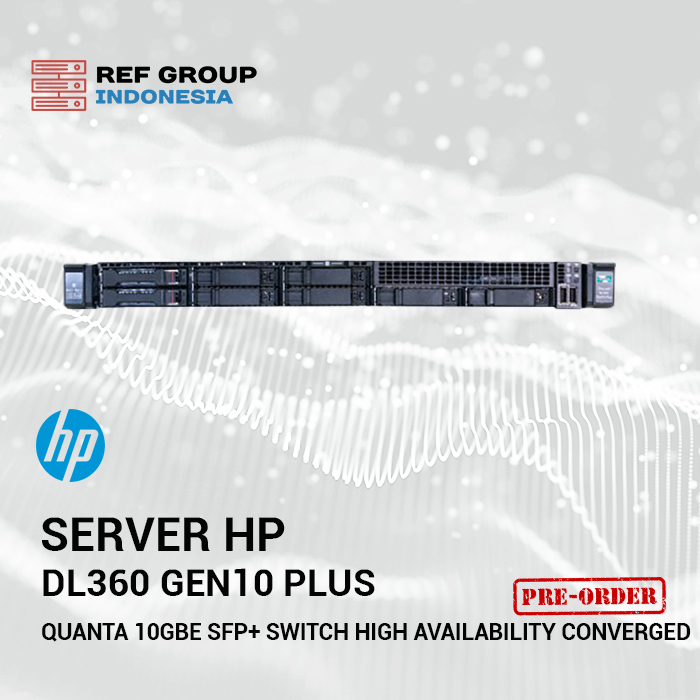 REF GROUP
INDONESIA
hp
SERVER HP
DL360 GEN10 PLUS
PRE-ORDER
QUANTA 10GBE SFP+ SWITCH HIGH AVAILABILITY CONVERGED